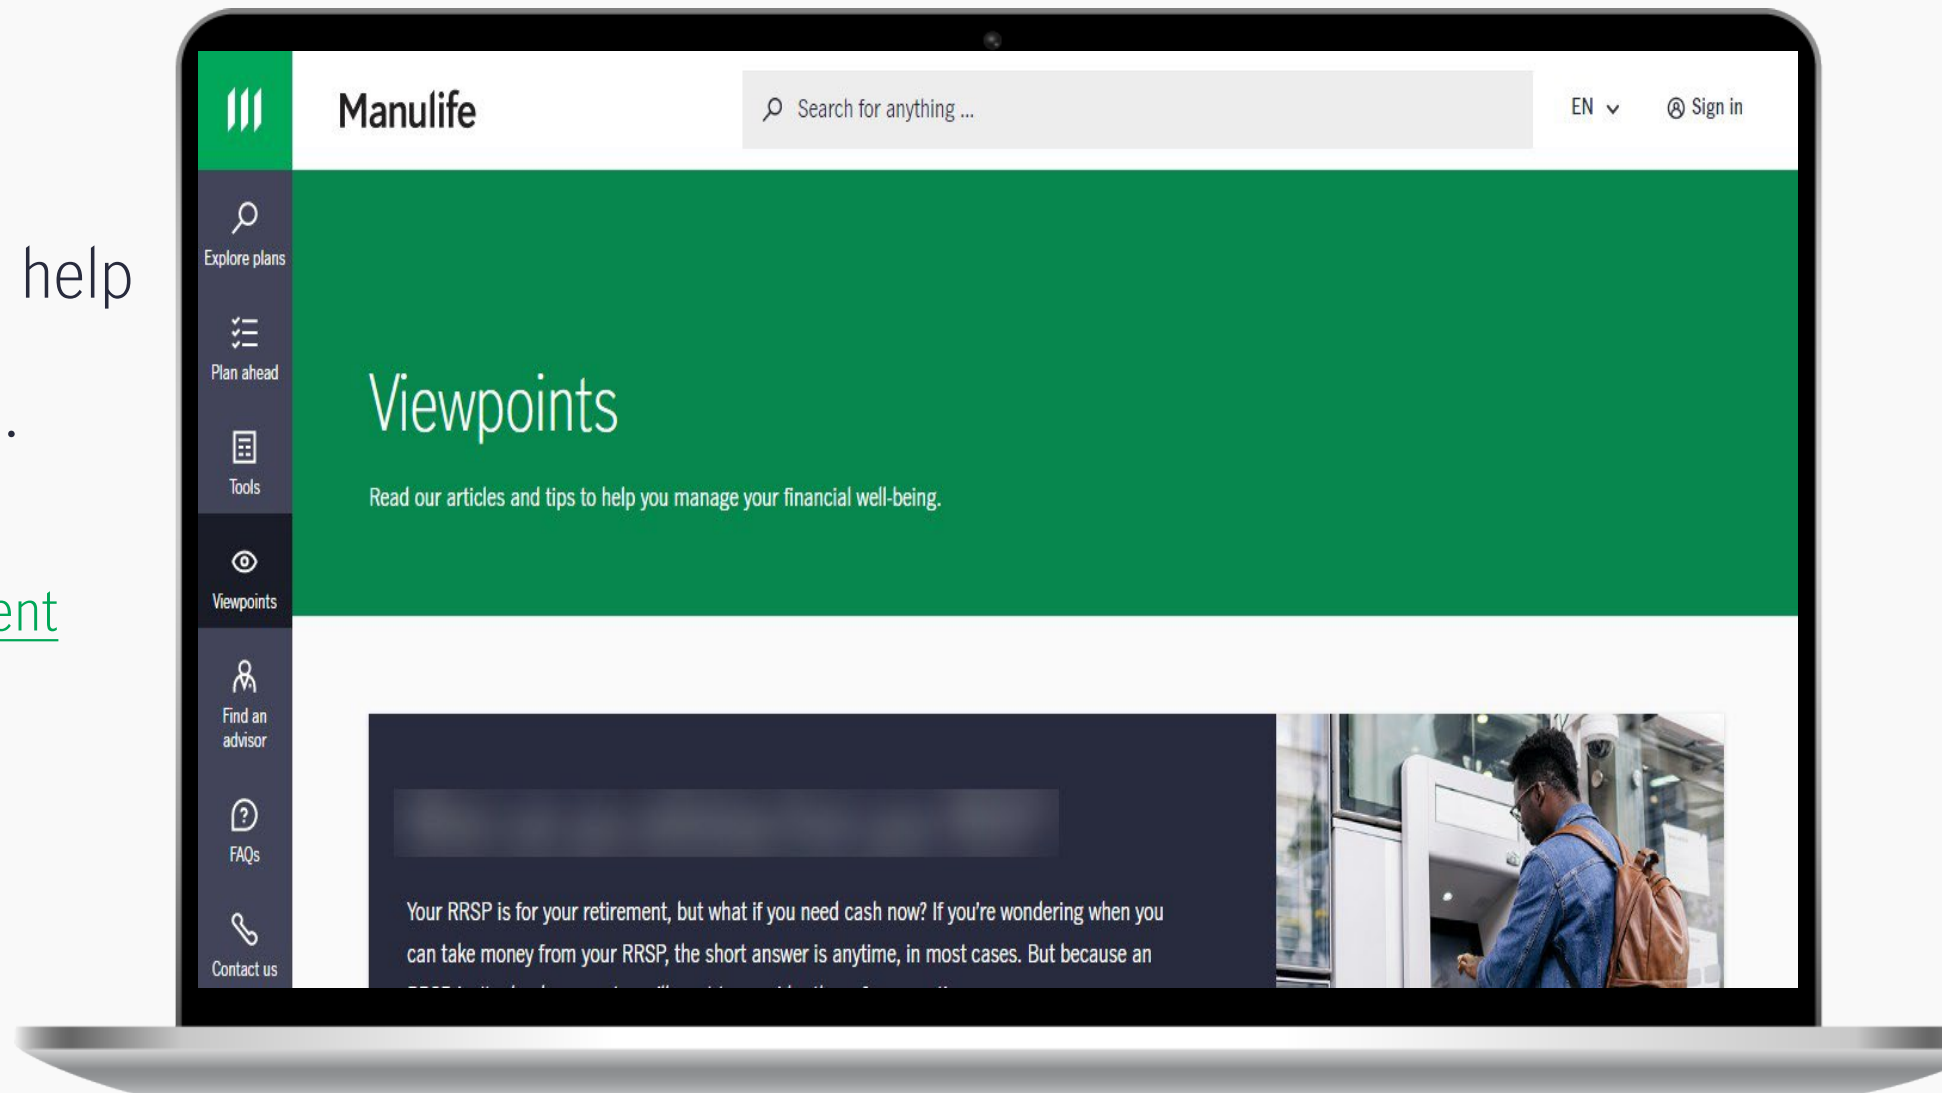 Manulife
Search for anything ...
EN
Sign in
help
.
ent
Explore plans
Plan ahead
Tools
Viewpoints
Find an
advisor
FAQs
Contact us
Viewpoints
Read our articles and tips to help you manage your financial well-being.
Your RRSP is for your retirement, but what if you need cash now? If you're wondering when you
can take money from your RRSP, the short answer is anytime, in most cases. But because an